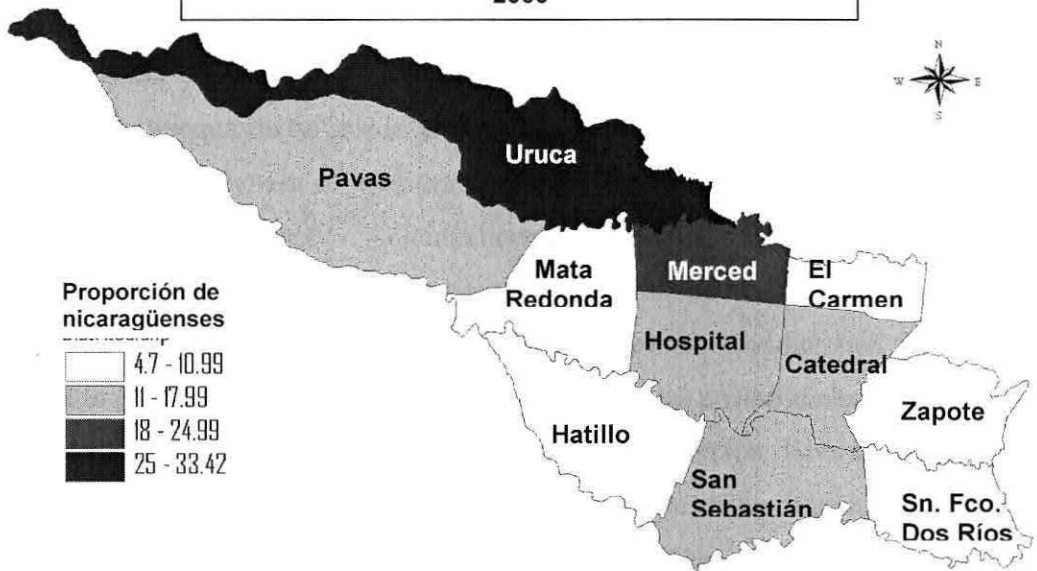 N
W E
S
Uruca
Pavas
Mata
Redonda
Merced
El
Carmen
Hospital
Catedral
Hatillo
Zapote
San
Sebastián
Sn. Fco.
Dos Ríos
Proporción de
nicaragüenses
4.7 - 10.99
11 - 17.99
18 - 24.99
25 - 33.42